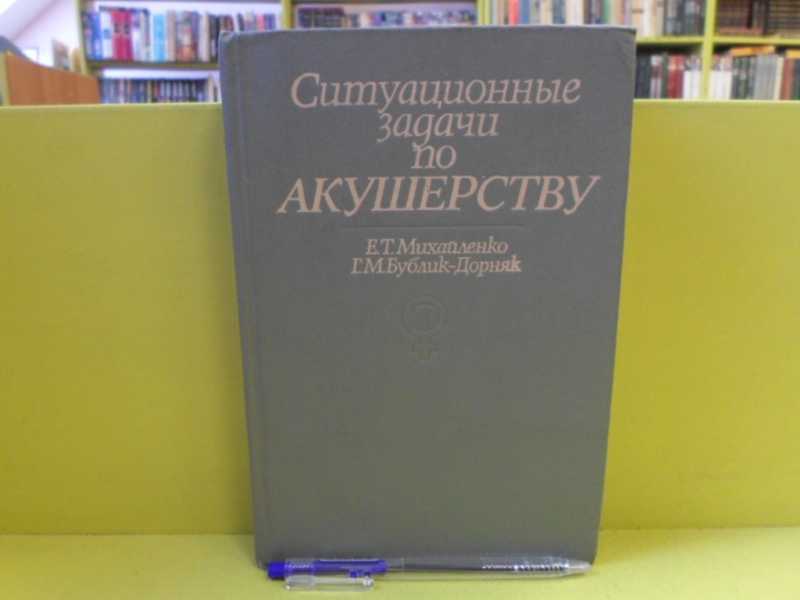 Ситуационные
задачи
по
АКУШЕРСТВУ
Е.Т.Михайленко
Г.М.Бублик-Дорняк